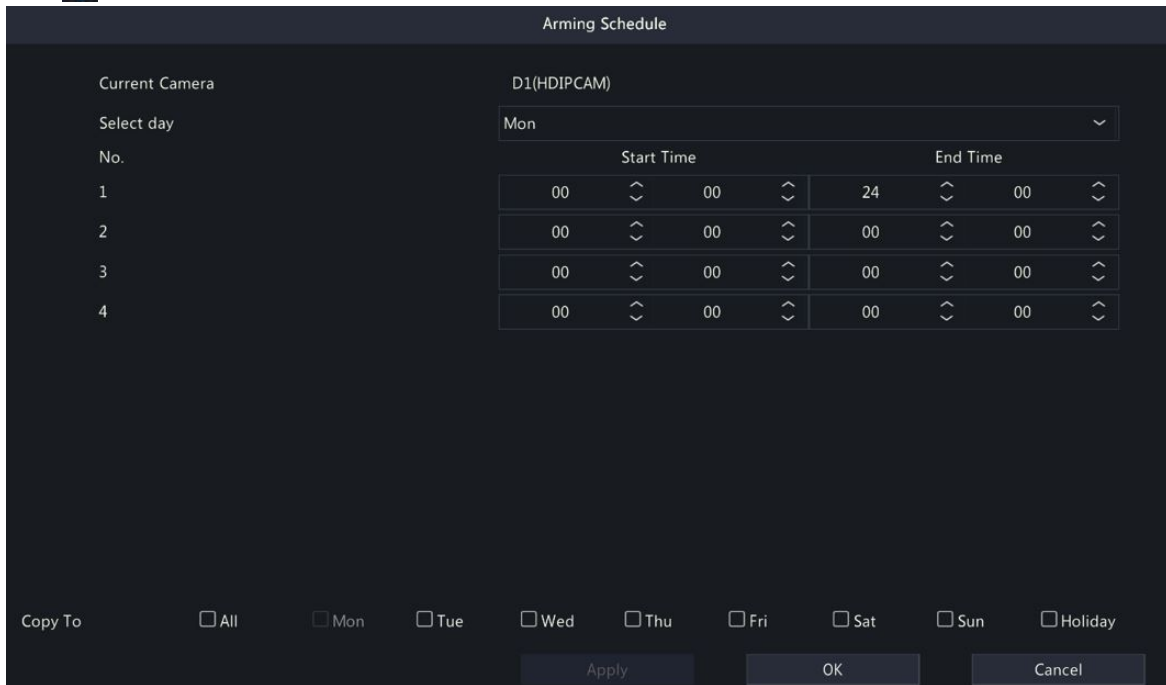 Arming Schedule
Current Camera D1(HDIPCAM)
Select day Mon
No. Start Time End Time
1 00 00 24 00
2 00 00 00 00
3 00 00 00 00
4 00 00 00 00
Copy To All Mon Tue Wed Thu Fri Sat Sun Holiday
Apply OK Cancel